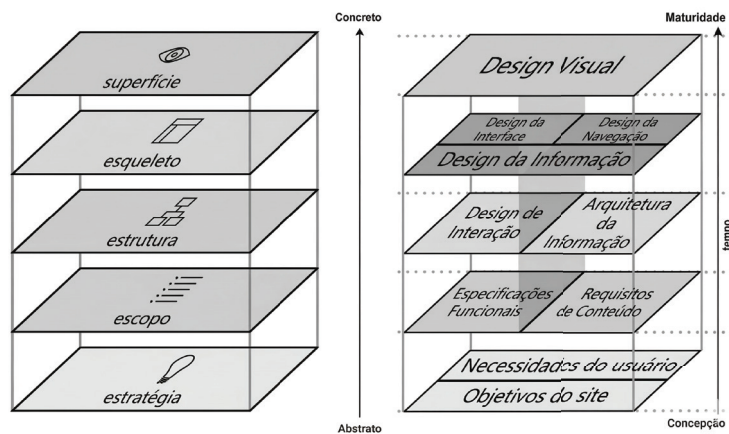 Concreto
superfície
esqueleto
estrutura
escopo
estratégia
Abstrato
Maturidade
Design Visual
Design da
Interface
Design da
Navegação
Design da Informação
Design de
Interação
Arquitetura
da
Informação
Especificações
Funcionais
Requisitos
de Conteúdo
Necessidades do usuário
Objetivos do site
tempo
Concepção